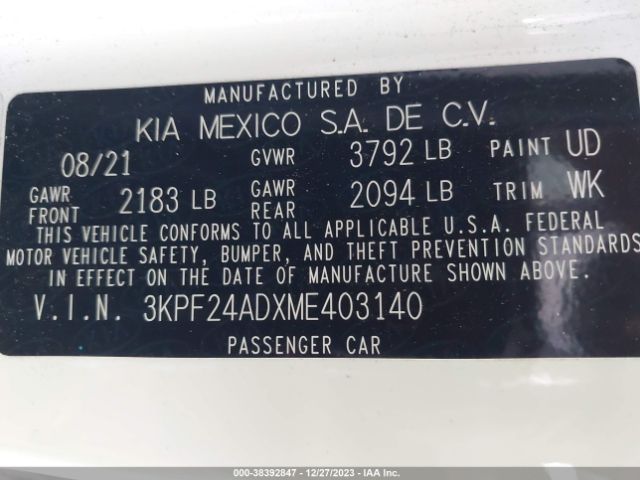 MANUFACTURED BY
KIA MEXICO S.A. DE C.V.
08/21 GVWR 3792 LB PAINT UD
GAWR FRONT 2183 LB GAWR REAR 2094 LB TRIM WK
THIS VEHICLE CONFORMS TO ALL APPLICABLE U.S.A. FEDERAL
MOTOR VEHICLE SAFETY, BUMPER, AND THEFT PREVENTION STANDARDS
IN EFFECT ON THE DATE OF MANUFACTURE SHOWN ABOVE.
V.I.N. 3KPF24ADXME403140
PASSENGER CAR
000-38392847 - 12/27/2023 - IAAI.COM